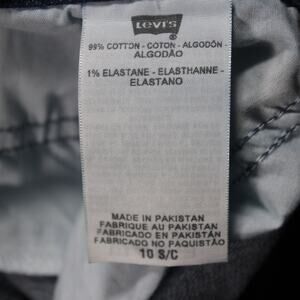 LEVI'S
®
99% COTTON - COTON - ALGODÓN -
ALGODÃO
1% ELASTANE - ELASTHANNE -
ELASTANO
MADE IN PAKISTAN
FABRIQUE AU PAKISTAN
FABRICADO EN PAKISTÁN
FABRICADO NO PAKISTAN
10 S/C